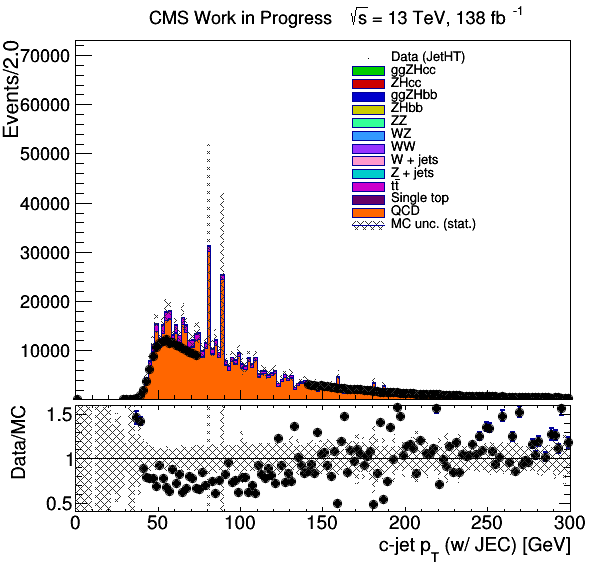 CMS Work in Progress √s = 13 TeV, 138 fb⁻¹
Events/2.0
70000
60000
50000
40000
30000
20000
10000
Data (JetHT)
ggZHcc
ZHcc
ggZHbb
ZHbb
ZZ
WZ
WW
W + jets
Z + jets
tt̄
Single top
QCD
MC unc. (stat.)
Data/MC
1.5
1
0.5
0 50 100 150 200 250 300
c-jet p_T (w/ JEC) [GeV]